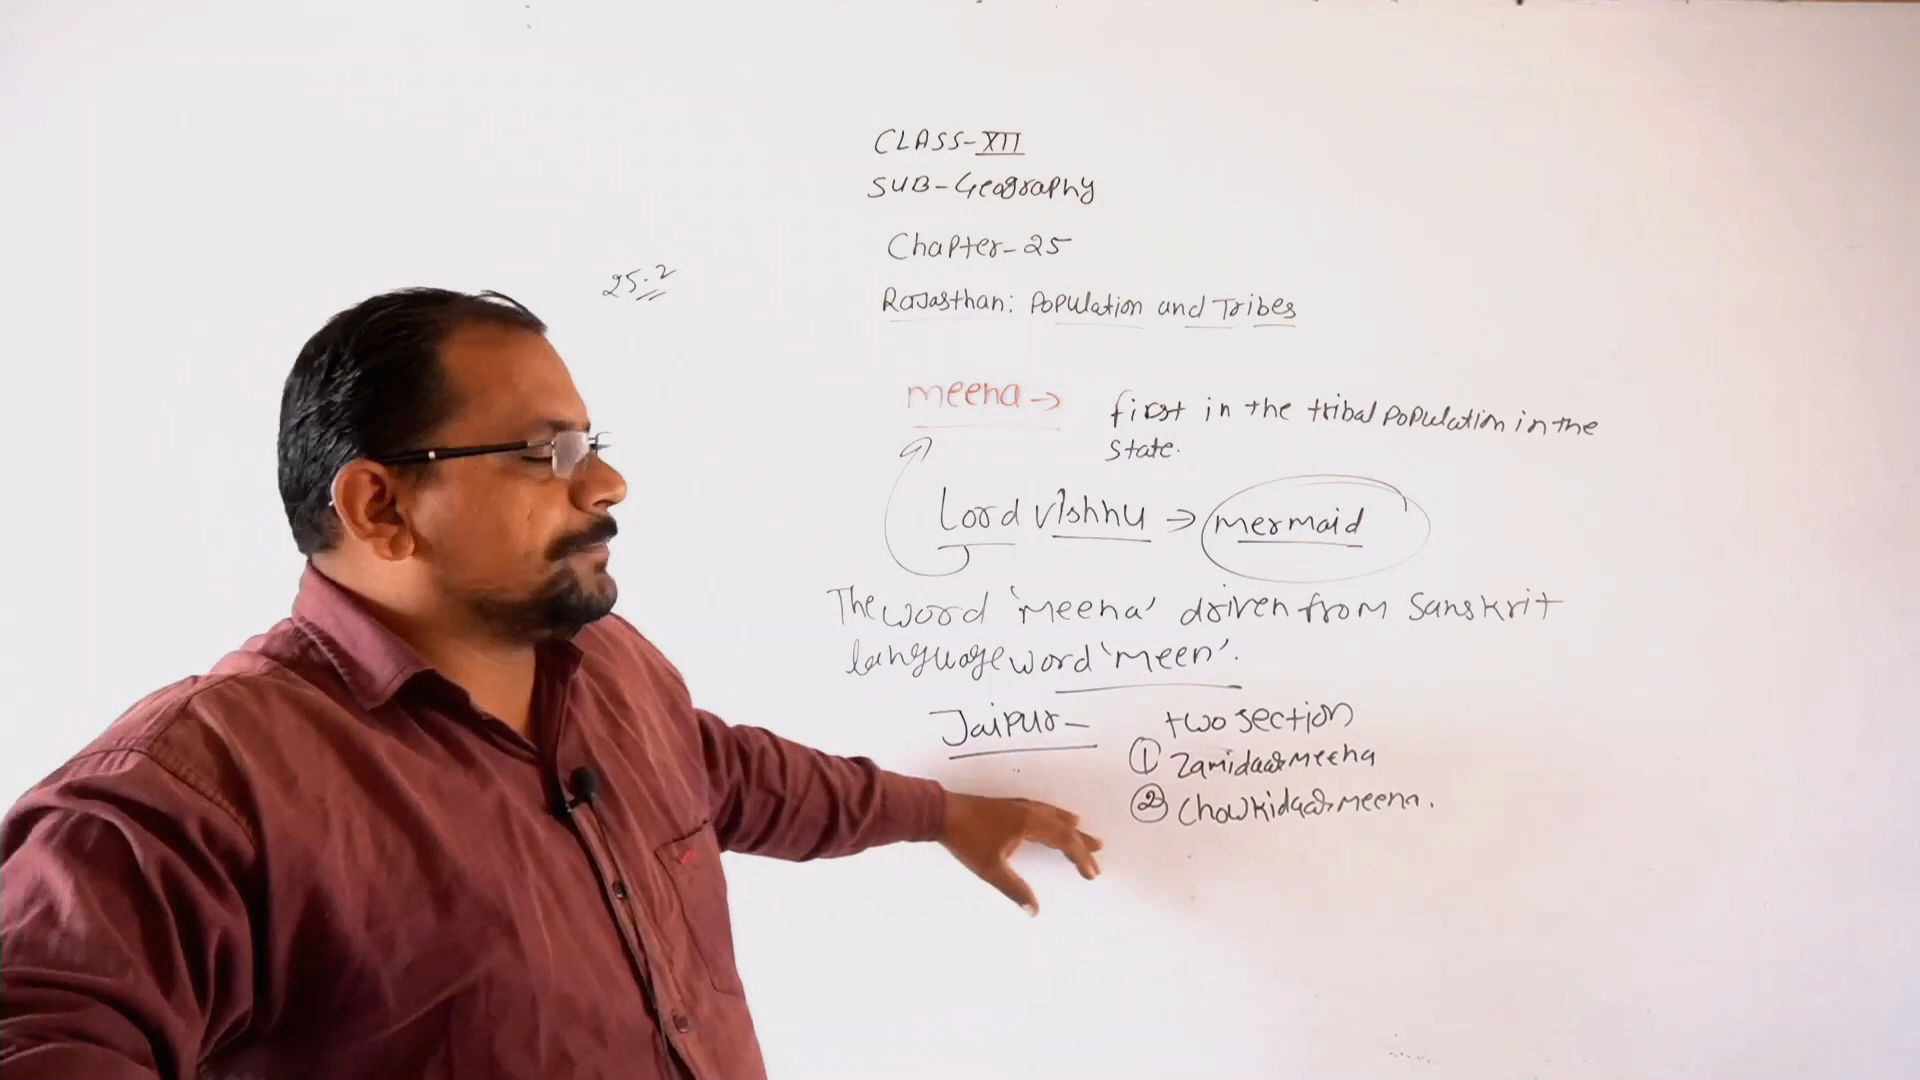 CLASS-XII
SUB-Geography
Chapter-25
25.2
Rajasthan: Population and Tribes
meena →
first in the tribal population in the
state.
Lord vishnu → mermaid
The word 'meena' driven from Sanskrit
language word 'meen'.
Jaipur-
two section
① Zamidaar meena
② Chowkidaar meena.